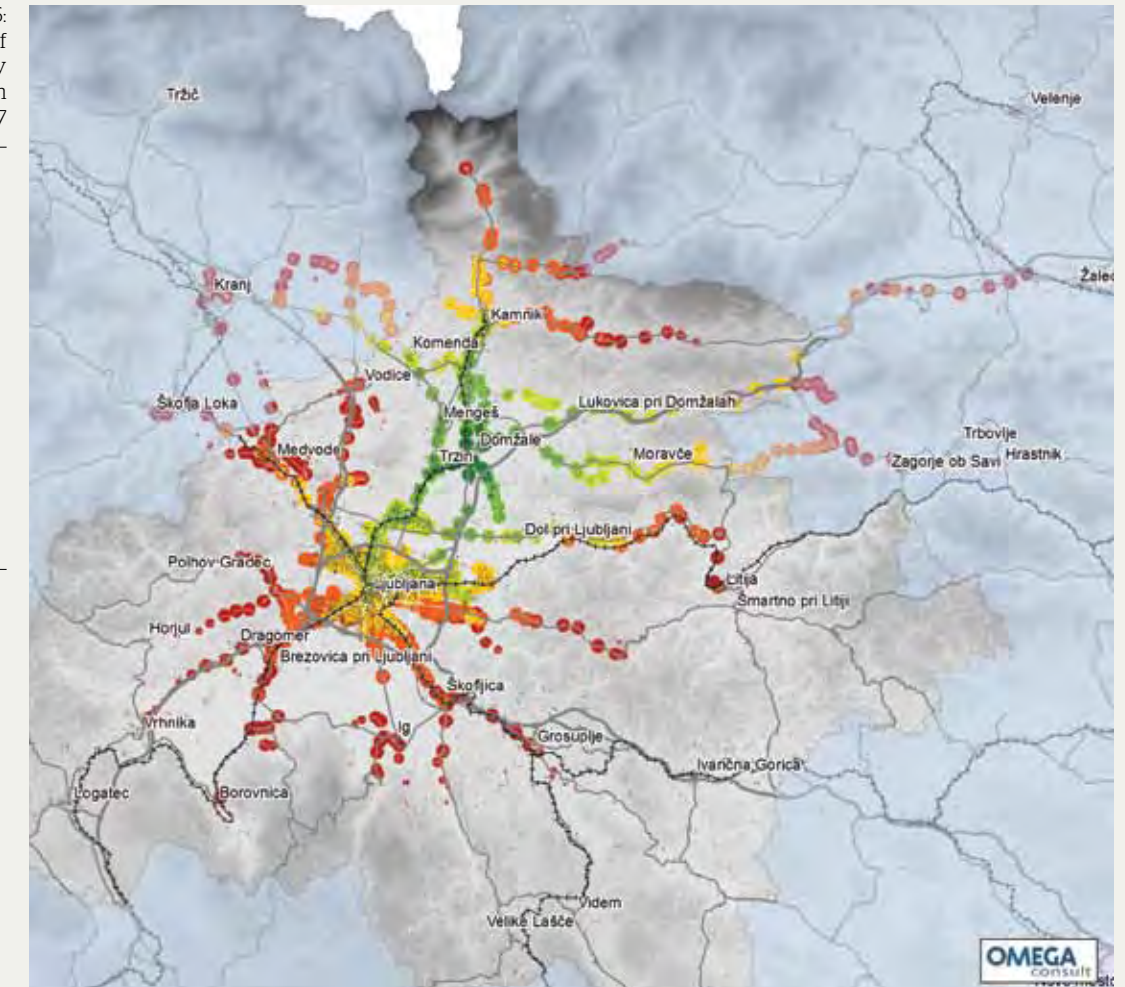 6:
f
y
n
7
Tržič
Velenje
Kranj
Žalec
Kamnik
Komenda
Vodice
Škofja Loka
Lukovica pri Domžalah
Mengeš
Domžale
Trbovlje
Medvode
Trzin
Moravče
Hrastnik
Zagorje ob Savi
Dol pri Ljubljani
Polhov Gradec
Ljubljana
Litija
Šmartno pri Litiji
Horjul
Dragomer
Brezovica pri Ljubljani
Škofljica
Vrhnika
Ig
Grosuplje
Ivančna Gorica
Logatec
Borovnica
Videm
Velike Lašče
OMEGA
consult